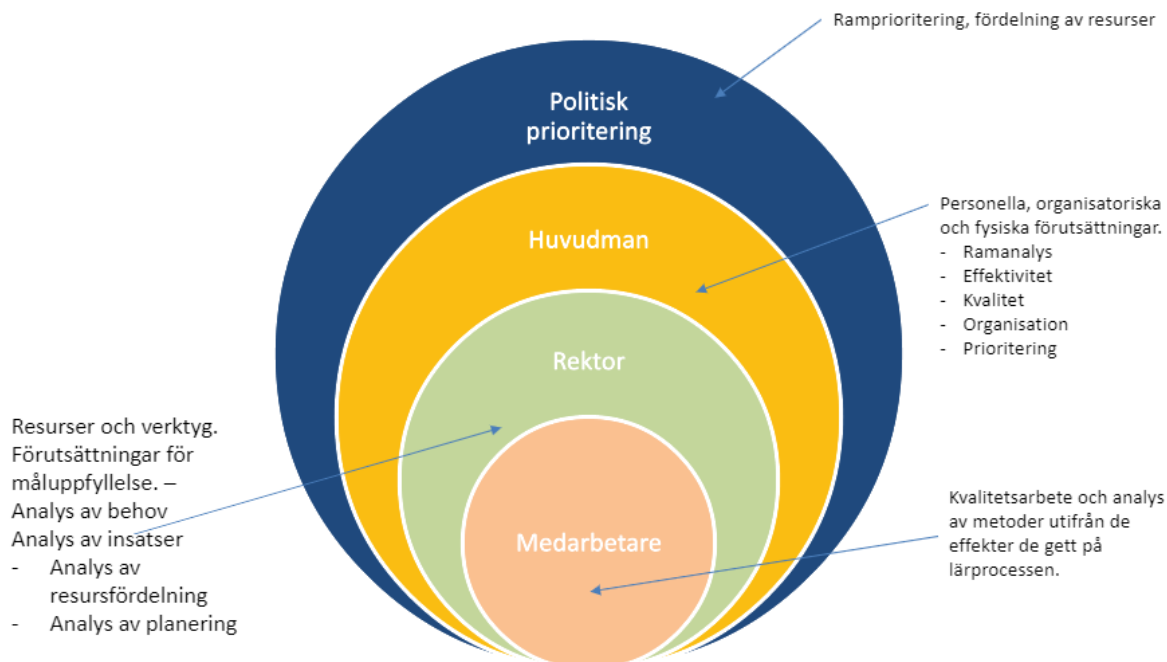 Ramprioritering, fördelning av resurser
Politisk
prioritering
Personella, organisatoriska
och fysiska förutsättningar.
- Ramanalys
- Effektivitet
- Kvalitet
- Organisation
- Prioritering
Huvudman
Rektor
Resurser och verktyg.
Förutsättningar för
måluppfyllelse. –
Analys av behov
Analys av insatser
- Analys av
resursfördelning
- Analys av planering
Medarbetare
Kvalitetsarbete och analys
av metoder utifrån de
effekter de gett på
lärprocessen.